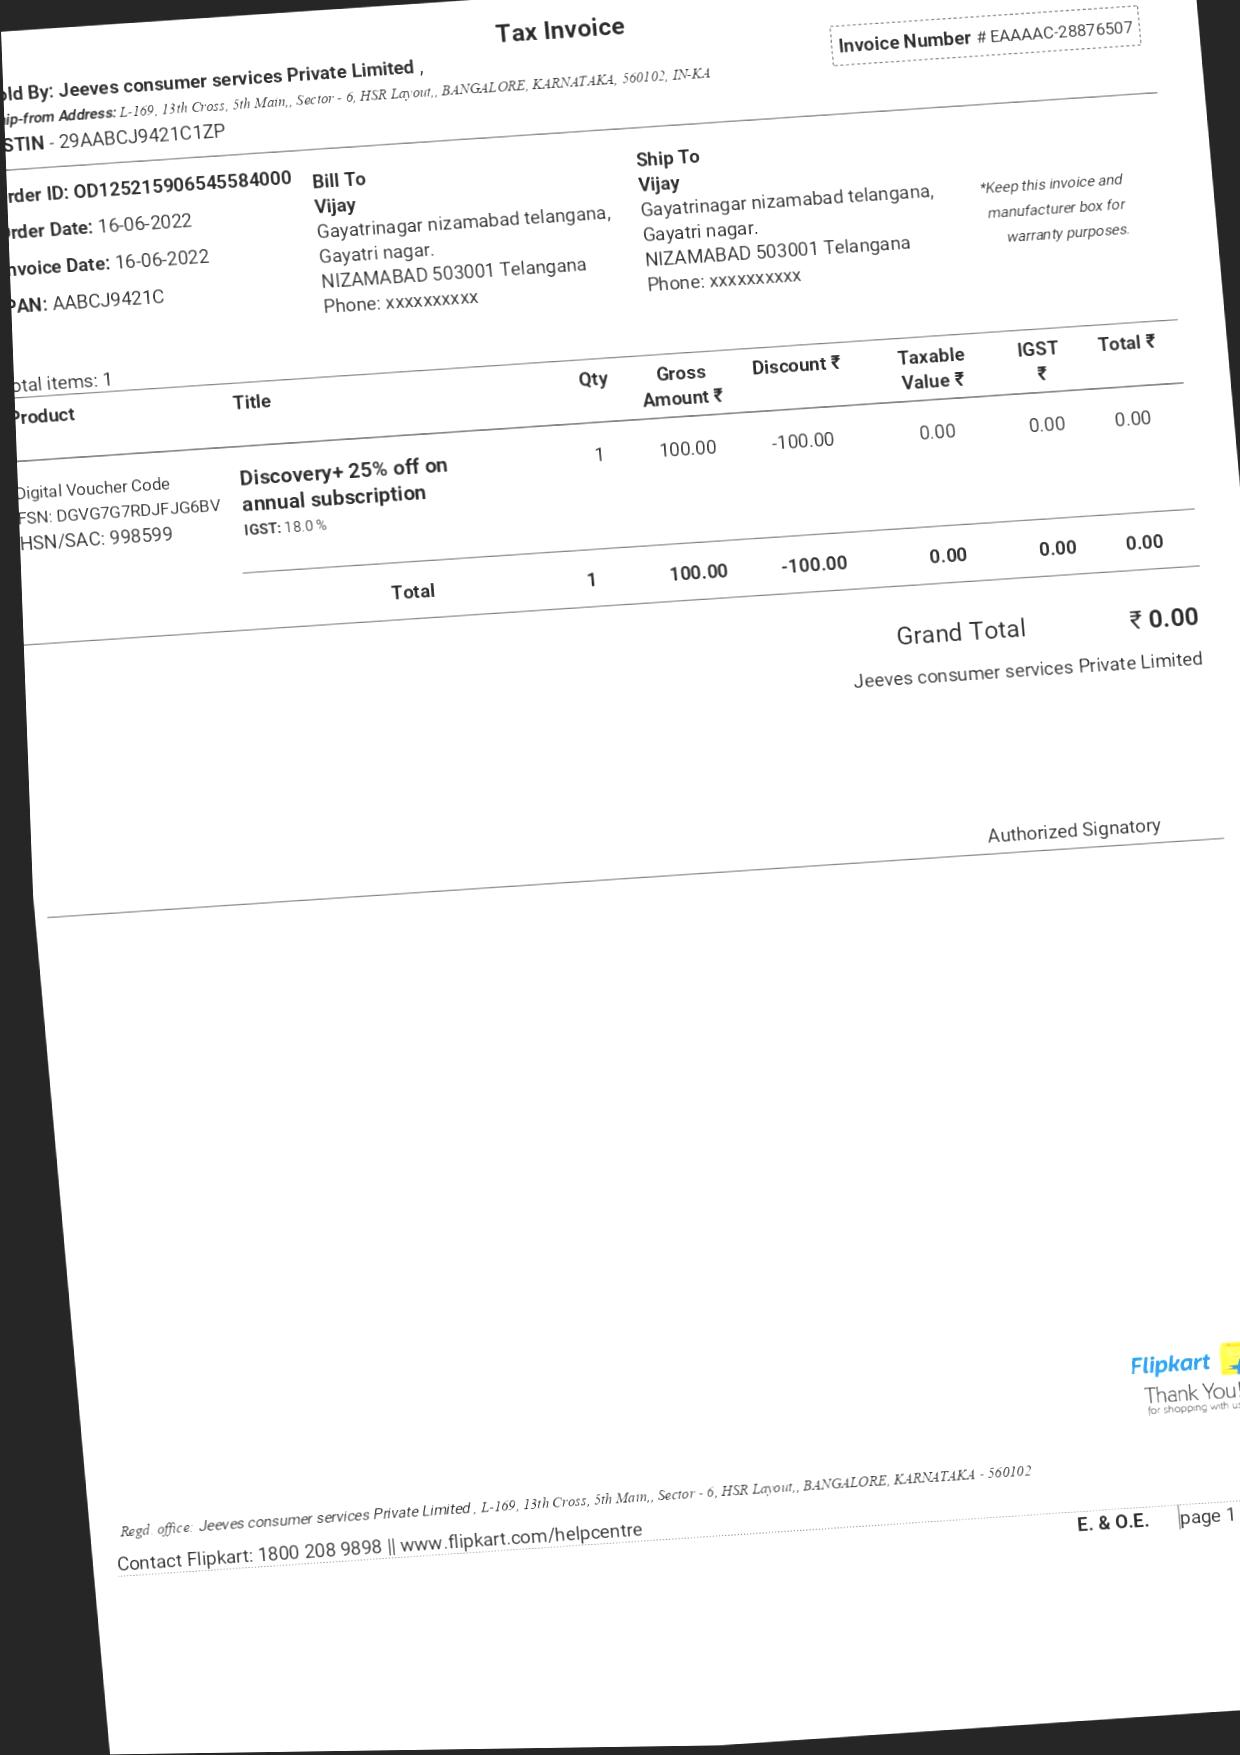 Tax Invoice
Invoice Number # EAAAAC-28876507
old By: Jeeves consumer services Private Limited ,
hip-from Address: L-169, 13th Cross, 5th Main,, Sector - 6, HSR Layout,, BANGALORE, KARNATAKA, 560102, IN-KA
STIN - 29AABCJ9421C1ZP
rder ID: OD125215906545584000
rder Date: 16-06-2022
nvoice Date: 16-06-2022
PAN: AABCJ9421C
Bill To
Vijay
Gayatrinagar nizamabad telangana,
Gayatri nagar.
NIZAMABAD 503001 Telangana
Phone: xxxxxxxxxx
Ship To
Vijay
Gayatrinagar nizamabad telangana,
Gayatri nagar.
NIZAMABAD 503001 Telangana
Phone: xxxxxxxxxx
*Keep this invoice and
manufacturer box for
warranty purposes.
otal items: 1
Product Title Qty Gross Amount ₹ Discount ₹ Taxable Value ₹ IGST ₹ Total ₹
Digital Voucher Code
FSN: DGVG7G7RDJFJG6BV
HSN/SAC: 998599
Discovery+ 25% off on
annual subscription
IGST: 18.0 %
1 100.00 -100.00 0.00 0.00 0.00
Total 1 100.00 -100.00 0.00 0.00 0.00
Grand Total ₹ 0.00
Jeeves consumer services Private Limited
Authorized Signatory
Flipkart
Thank You!
for shopping with us
Regd. office: Jeeves consumer services Private Limited , L-169, 13th Cross, 5th Main,, Sector - 6, HSR Layout,, BANGALORE, KARNATAKA - 560102
Contact Flipkart: 1800 208 9898 || www.flipkart.com/helpcentre
E. & O.E. page 1